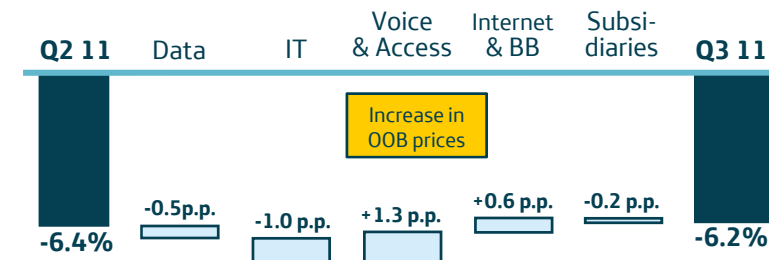 Q2 11
Data
IT
Voice
& Access
Internet
& BB
Subsi-
diaries
Q3 11
Increase in
OOB prices
-6.4%
-0.5p.p.
-1.0 p.p.
+1.3 p.p.
+0.6 p.p.
-0.2 p.p.
-6.2%